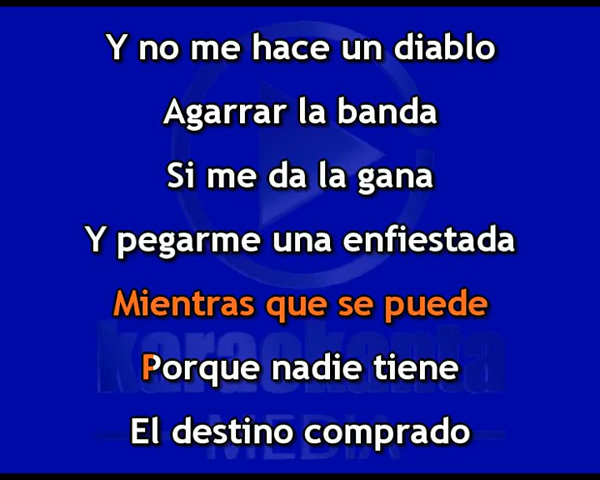 Y no me hace un diablo
Agarrar la banda
Si me da la gana
Y pegarme una enfiestada
Mientras que se puede
Porque nadie tiene
El destino comprado
karaokanta
MEDIA